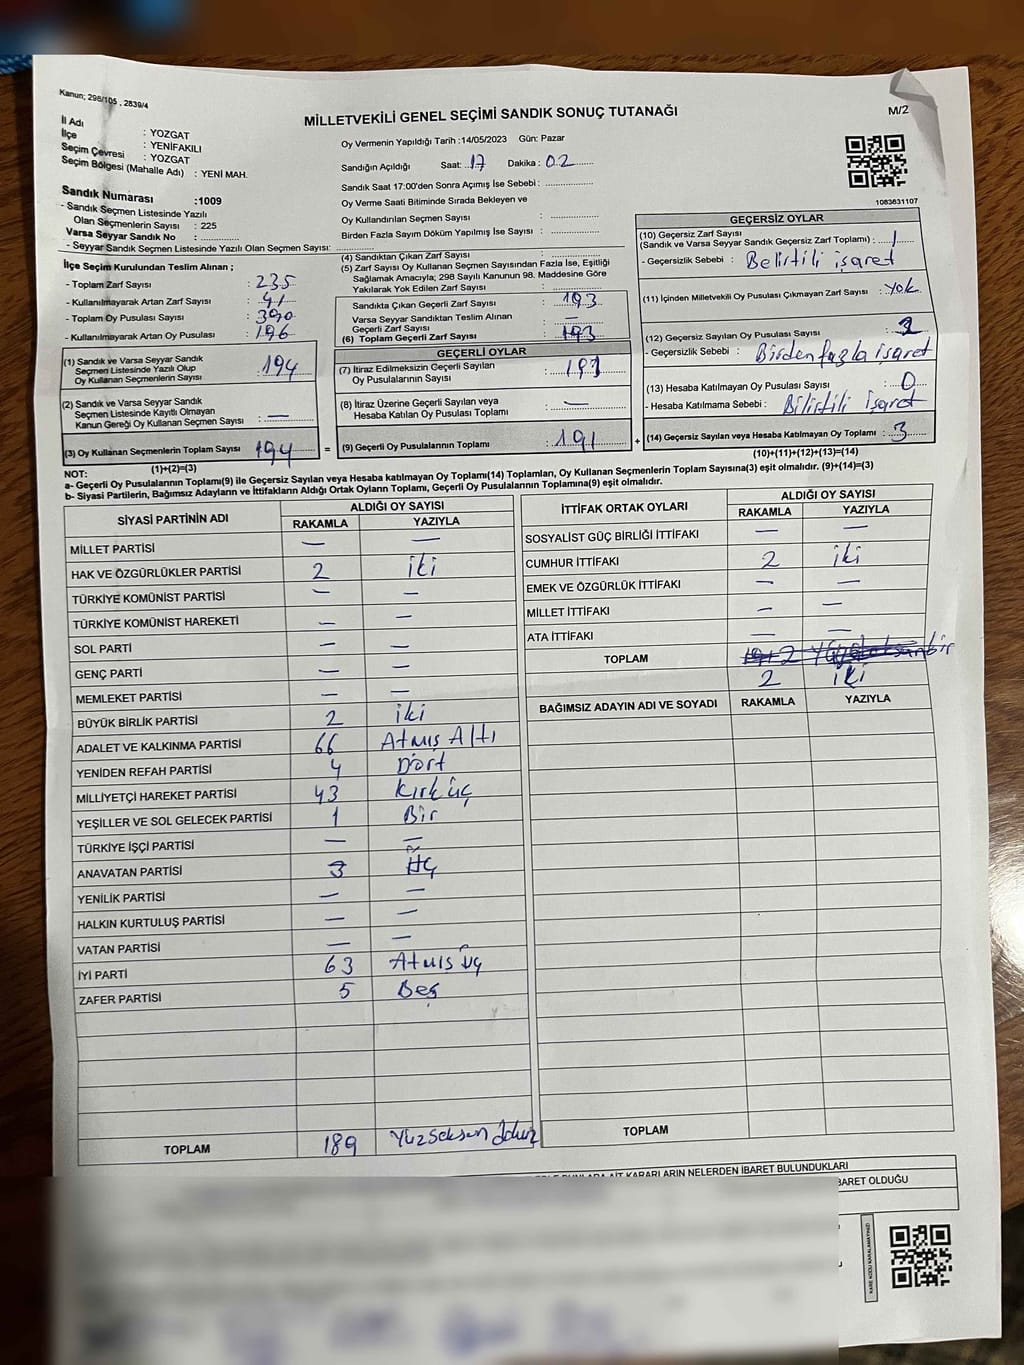 Kanun; 298/105 , 2839/4
MİLLETVEKİLİ GENEL SEÇİMİ SANDIK SONUÇ TUTANAĞI
M/2
İl Adı : YOZGAT
İlçe : YENİFAKILI
Seçim Çevresi : YOZGAT
Seçim Bölgesi (Mahalle Adı) : YENİ MAH.
Sandık Numarası :1009
- Sandık Seçmen Listesinde Yazılı
Olan Seçmenlerin Sayısı : 225
Varsa Seyyar Sandık No : ..............
- Seyyar Sandık Seçmen Listesinde Yazılı Olan Seçmen Sayısı: ..............
Oy Vermenin Yapıldığı Tarih :14/05/2023 Gün: Pazar
Sandığın Açıldığı Saat: 17 Dakika : 02
Sandık Saat 17:00'den Sonra Açımış İse Sebebi : ..............
Oy Verme Saati Bitiminde Sırada Bekleyen ve
Oy Kullandırılan Seçmen Sayısı : ..............
Birden Fazla Sayım Döküm Yapılmış İse Sayısı : ..............
1083631107
İlçe Seçim Kurulundan Teslim Alınan ;
- Toplam Zarf Sayısı : 235
- Kullanılmayarak Artan Zarf Sayısı : 41
- Toplam Oy Pusulası Sayısı : 390
- Kullanılmayarak Artan Oy Pusulası : 196
(1) Sandık ve Varsa Seyyar Sandık
Seçmen Listesinde Yazılı Olup
Oy Kullanan Seçmenlerin Sayısı : 194
(2) Sandık ve Varsa Seyyar Sandık
Seçmen Listesinde Kayıtlı Olmayan
Kanun Gereği Oy Kullanan Seçmen Sayısı : —
(3) Oy Kullanan Seçmenlerin Toplam Sayısı : 194
(1)+(2)=(3)
(4) Sandıktan Çıkan Zarf Sayısı : ..............
(5) Zarf Sayısı Oy Kullanan Seçmen Sayısından Fazla İse, Eşitliği
Sağlamak Amacıyla; 298 Sayılı Kanunun 98. Maddesine Göre
Yakılarak Yok Edilen Zarf Sayısı : ..............
Sandıkta Çıkan Geçerli Zarf Sayısı : 193
Varsa Seyyar Sandıktan Teslim Alınan
Geçerli Zarf Sayısı : —
(6) Toplam Geçerli Zarf Sayısı : 193
GEÇERLİ OYLAR
(7) İtiraz Edilmeksizin Geçerli Sayılan
Oy Pusulalarının Sayısı :
(8) İtiraz Üzerine Geçerli Sayılan veya
Hesaba Katılan Oy Pusulası Toplamı : —
= (9) Geçerli Oy Pusulalarının Toplamı : 191 +
GEÇERSİZ OYLAR
(10) Geçersiz Zarf Sayısı
(Sandık ve Varsa Seyyar Sandık Geçersiz Zarf Toplamı) : 1
- Geçersizlik Sebebi : Belirtili işaret
(11) İçinden Milletvekili Oy Pusulası Çıkmayan Zarf Sayısı : Yok
(12) Geçersiz Sayılan Oy Pusulası Sayısı :
- Geçersizlik Sebebi : Birden fazla işaret
(13) Hesaba Katılmayan Oy Pusulası Sayısı : 0
- Hesaba Katılmama Sebebi : Bilirtili işaret
(14) Geçersiz Sayılan veya Hesaba Katılmayan Oy Toplamı : 3
(10)+(11)+(12)+(13)=(14)
NOT:
a- Geçerli Oy Pusulalarının Toplamı(9) ile Geçersiz Sayılan veya Hesaba katılmayan Oy Toplamı(14) Toplamları, Oy Kullanan Seçmenlerin Toplam Sayısına(3) eşit olmalıdır. (9)+(14)=(3)
b- Siyasi Partilerin, Bağımsız Adayların ve İttifakların Aldığı Ortak Oyların Toplamı, Geçerli Oy Pusulalarının Toplamına(9) eşit olmalıdır.
SİYASİ PARTİNİN ADI ALDIĞI OY SAYISI
RAKAMLA YAZIYLA
MİLLET PARTİSİ — —
HAK VE ÖZGÜRLÜKLER PARTİSİ 2 iki
TÜRKİYE KOMÜNİST PARTİSİ — —
TÜRKİYE KOMÜNİST HAREKETİ — —
SOL PARTİ — —
GENÇ PARTİ — —
MEMLEKET PARTİSİ — —
BÜYÜK BİRLİK PARTİSİ 2 iki
ADALET VE KALKINMA PARTİSİ 66 Atmış Altı
YENİDEN REFAH PARTİSİ 4 Dört
MİLLİYETÇİ HAREKET PARTİSİ 43 Kırk üç
YEŞİLLER VE SOL GELECEK PARTİSİ 1 Bir
TÜRKİYE İŞÇİ PARTİSİ — —
ANAVATAN PARTİSİ 3 Üç
YENİLİK PARTİSİ — —
HALKIN KURTULUŞ PARTİSİ — —
VATAN PARTİSİ — —
İYİ PARTİ 63 Atmış üç
ZAFER PARTİSİ 5 Beş
TOPLAM 189 Yüzseksen
İTTİFAK ORTAK OYLARI ALDIĞI OY SAYISI
RAKAMLA YAZIYLA
SOSYALİST GÜÇ BİRLİĞİ İTTİFAKI — —
CUMHUR İTTİFAKI 2 iki
EMEK VE ÖZGÜRLÜK İTTİFAKI — —
MİLLET İTTİFAKI — —
ATA İTTİFAKI — —
TOPLAM
2 iki
BAĞIMSIZ ADAYIN ADI VE SOYADI RAKAMLA YAZIYLA
TOPLAM
KARARLARIN NELERDEN İBARET BULUNDUKLARI
BARET OLDUĞU